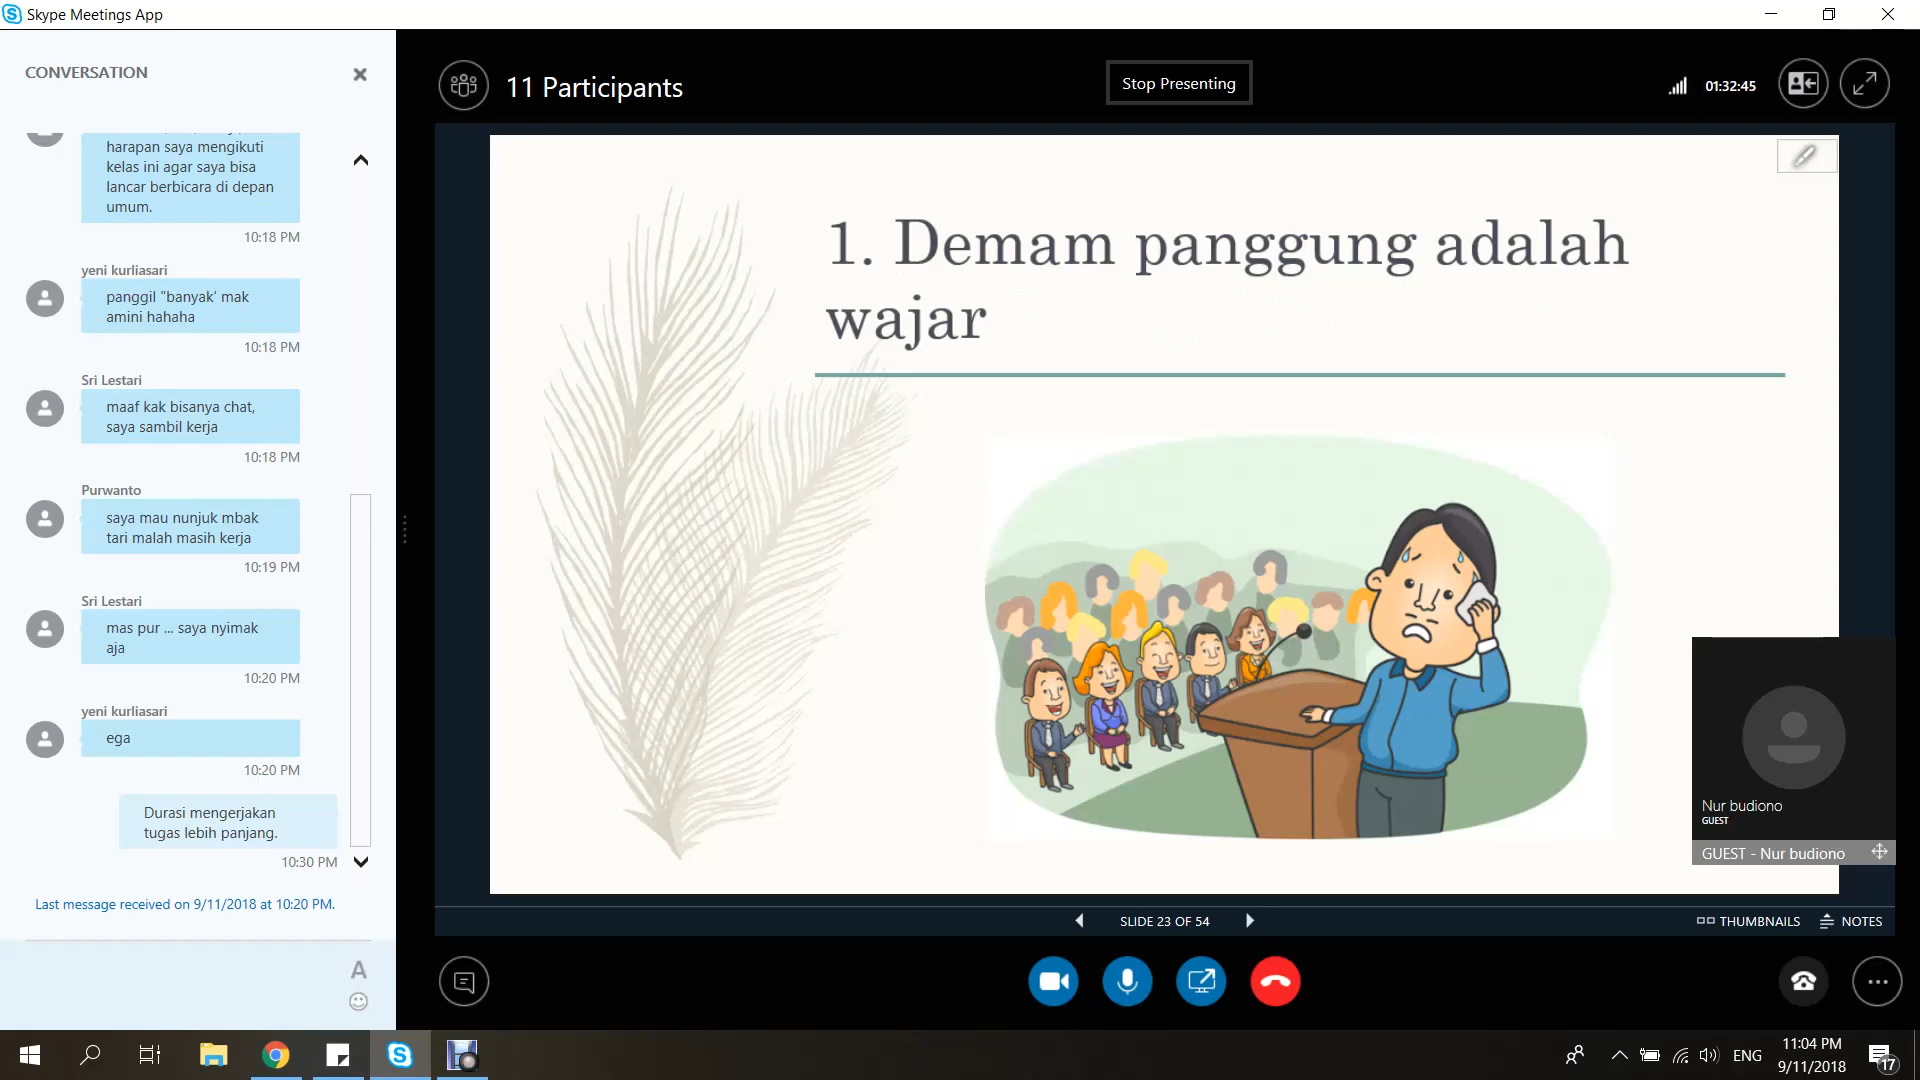 Skype Meetings App
CONVERSATION
harapan saya mengikuti
kelas ini agar saya bisa
lancar berbicara di depan
umum.
10:18 PM
yeni kurliasari
panggil "banyak' mak
amini hahaha
10:18 PM
Sri Lestari
maaf kak bisanya chat,
saya sambil kerja
10:18 PM
Purwanto
saya mau nunjuk mbak
tari malah masih kerja
10:19 PM
Sri Lestari
mas pur ... saya nyimak
aja
10:20 PM
yeni kurliasari
ega
10:20 PM
Durasi mengerjakan
tugas lebih panjang.
10:30 PM
Last message received on 9/11/2018 at 10:20 PM.
A
11 Participants
Stop Presenting
01:32:45
1. Demam panggung adalah
wajar
Nur budiono
GUEST
GUEST - Nur budiono
SLIDE 23 OF 54
THUMBNAILS
NOTES
ENG
11:04 PM
9/11/2018
17